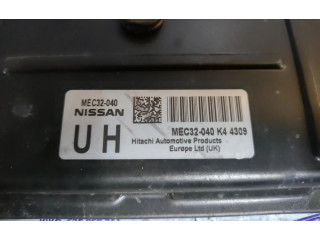 MEC32-040
NISSAN
UH
MEC32-040 K4 4309
Hitachi Automotive Products
Europe Ltd (UK)